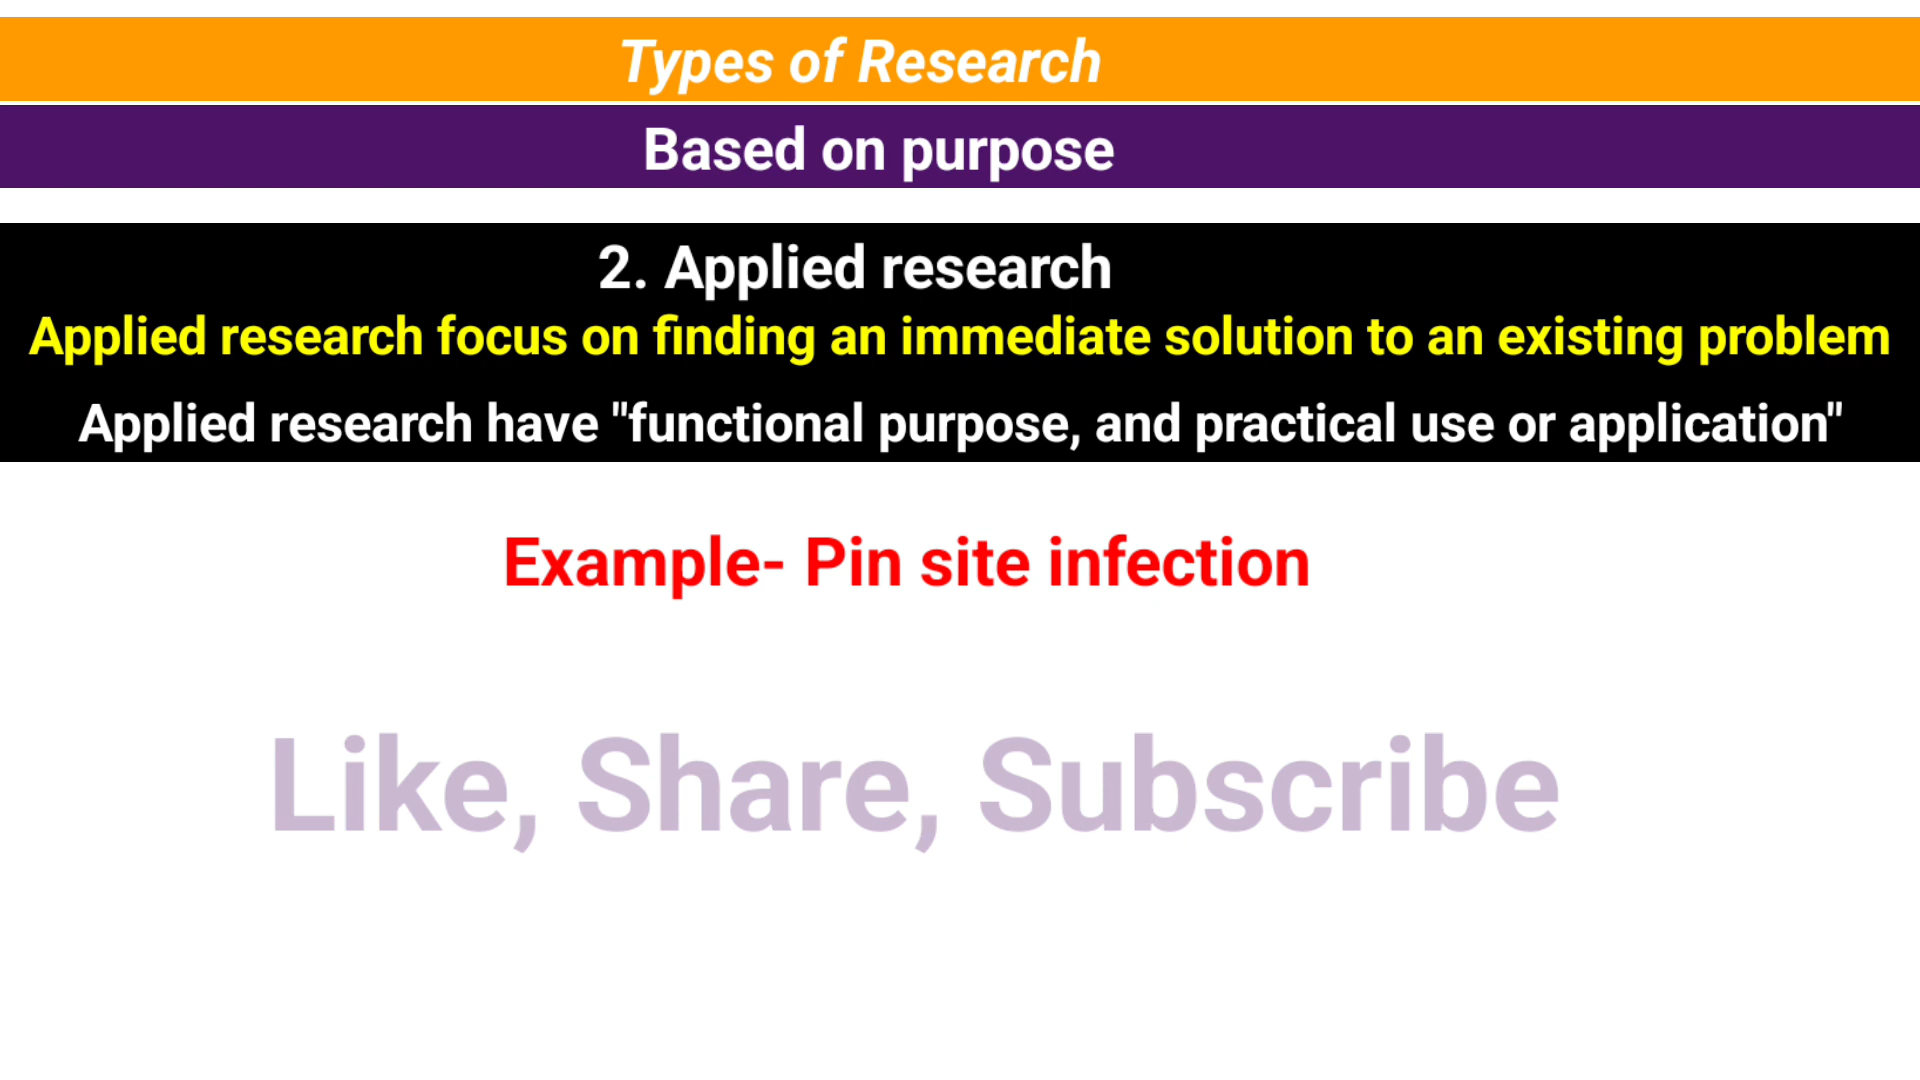 Types of Research
Based on purpose
2. Applied research
Applied research focus on finding an immediate solution to an existing problem
Applied research have "functional purpose, and practical use or application"
Example- Pin site infection
Like, Share, Subscribe